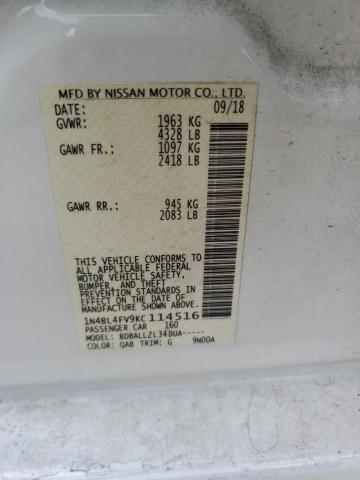 MFD BY NISSAN MOTOR CO., LTD.
DATE: 09/18
GVWR: 1963 KG
4328 LB
GAWR FR.: 1097 KG
2418 LB
GAWR RR.: 945 KG
2083 LB
THIS VEHICLE CONFORMS TO
ALL APPLICABLE FEDERAL
MOTOR VEHICLE SAFETY,
BUMPER, AND THEFT
PREVENTION STANDARDS
IN EFFECT ON THE DATE OF
MANUFACTURE SHOWN ABOVE.
1N4BL4FV9KC114516
PASSENGER CAR 160
BDBALLZL34DUA-----
COLOR: QAB TRIM: G 9N00A